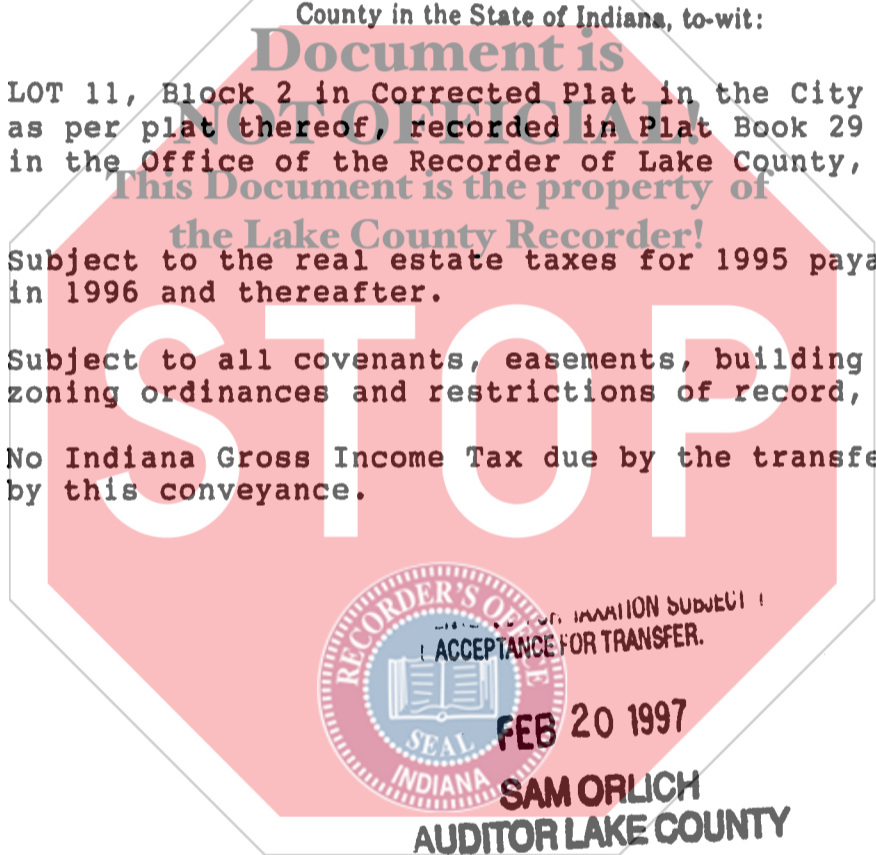 County in the State of Indiana, to-wit:
Document is
LOT 11, Block 2 in Corrected Plat in the City
NOT OFFICIAL!
as per plat thereof, recorded in Plat Book 29
in the Office of the Recorder of Lake County,
This Document is the property of
the Lake County Recorder!
Subject to the real estate taxes for 1995 paya
in 1996 and thereafter.
STOP
Subject to all covenants, easements, building
zoning ordinances and restrictions of record,
No Indiana Gross Income Tax due by the transfe
by this conveyance.
RECORDER'S OFFICE
SEAL
INDIANA
TAXATION SUBJECT
ACCEPTANCE FOR TRANSFER.
FEB 20 1997
SAM ORLICH
AUDITOR LAKE COUNTY